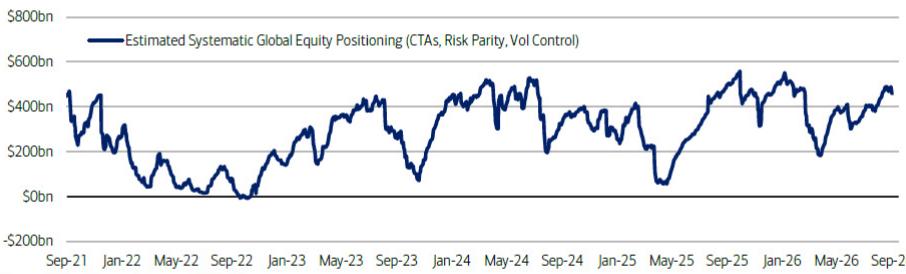 $800bn
Estimated Systematic Global Equity Positioning (CTAs, Risk Parity, Vol Control)
$600bn
$400bn
$200bn
$0bn
-$200bn
Sep-21 Jan-22 May-22 Sep-22 Jan-23 May-23 Sep-23 Jan-24 May-24 Sep-24 Jan-25 May-25 Sep-25 Jan-26 May-26 Sep-2